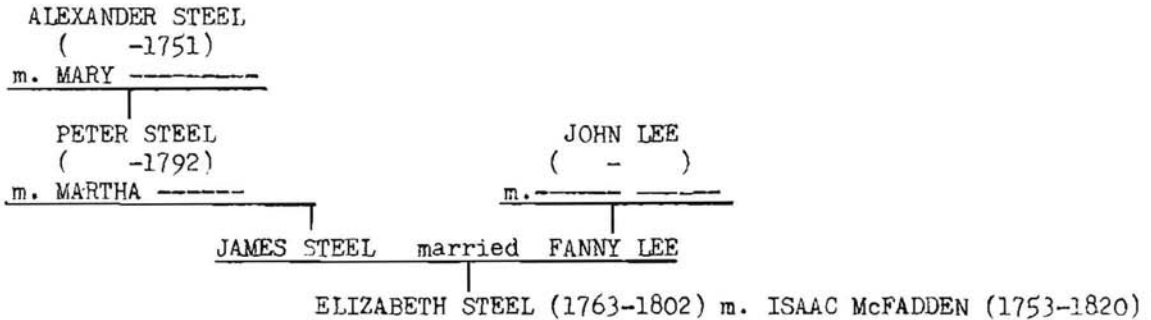 ALEXANDER STEEL
( -1751)
m. MARY ---------
PETER STEEL
( -1792)
m. MARTHA ------
JOHN LEE
( - )
m.------ ------
JAMES STEEL married FANNY LEE
ELIZABETH STEEL (1763-1802) m. ISAAC McFADDEN (1753-1820)